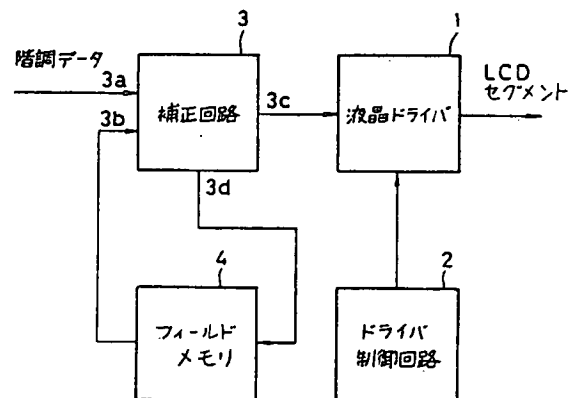 3
1
階調データ
3a
3b
補正回路
3c
液晶ドライバ
LCD
セグメント
3d
4
2
フィールド
メモリ
ドライバ
制御回路